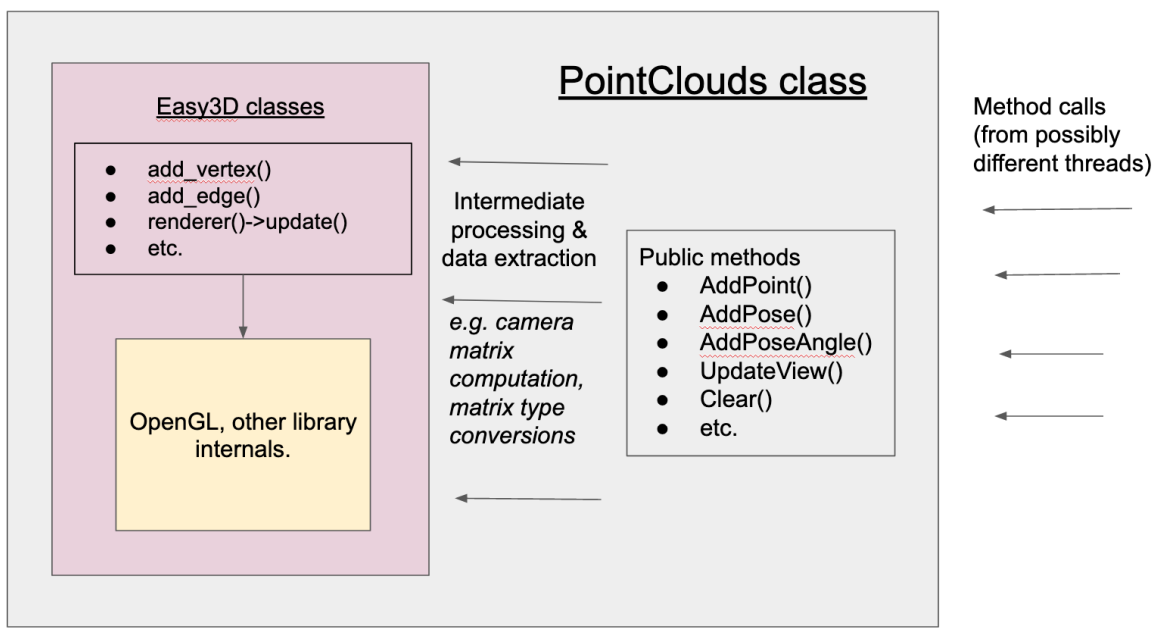 PointClouds class
Easy3D classes
● add_vertex()
● add_edge()
● renderer()->update()
● etc.
OpenGL, other library
internals.
Intermediate
processing &
data extraction
e.g. camera
matrix
computation,
matrix type
conversions
Public methods
● AddPoint()
● AddPose()
● AddPoseAngle()
● UpdateView()
● Clear()
● etc.
Method calls
(from possibly
different threads)